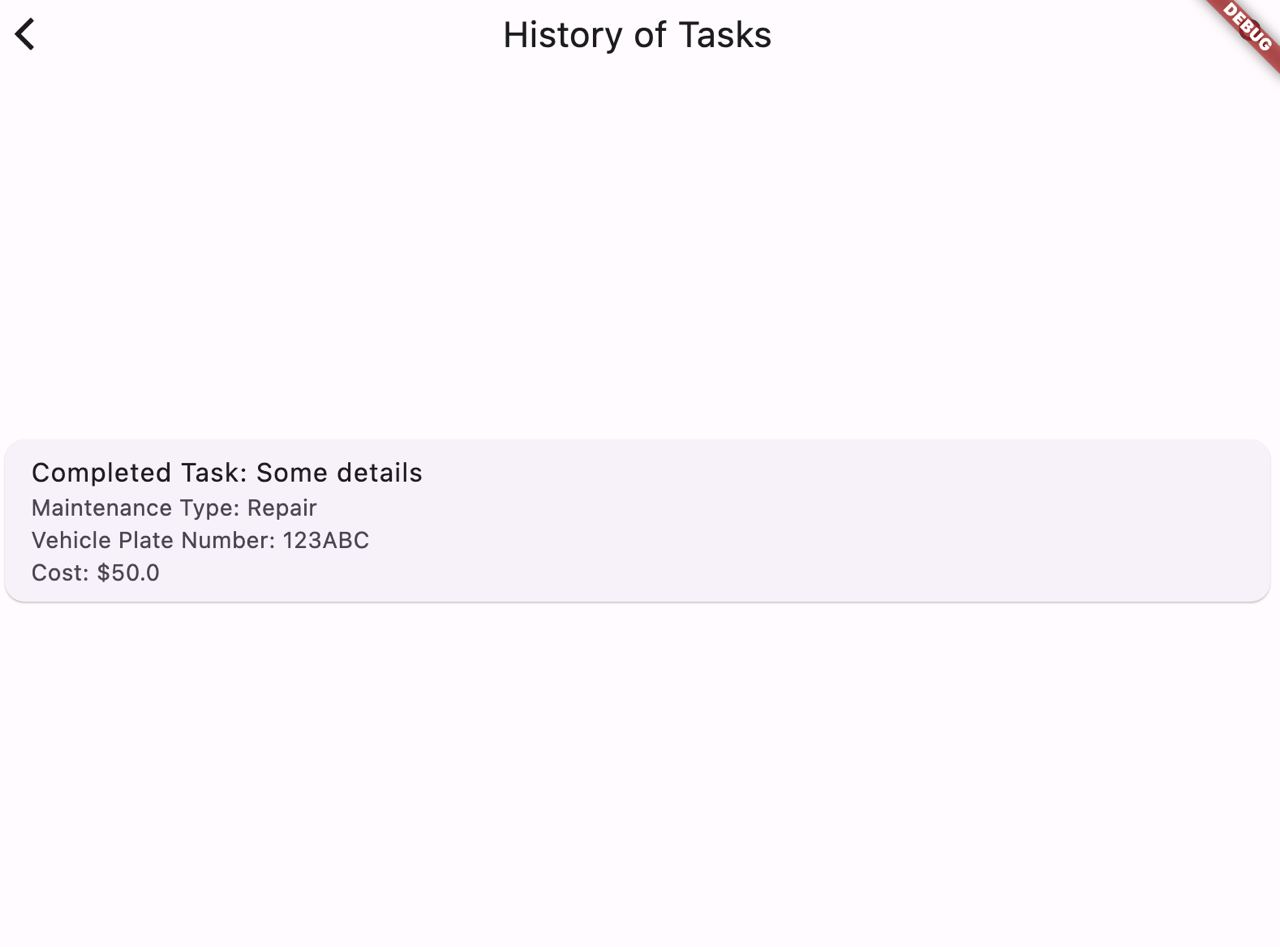 History of Tasks
DEBUG
Completed Task: Some details
Maintenance Type: Repair
Vehicle Plate Number: 123ABC
Cost: $50.0